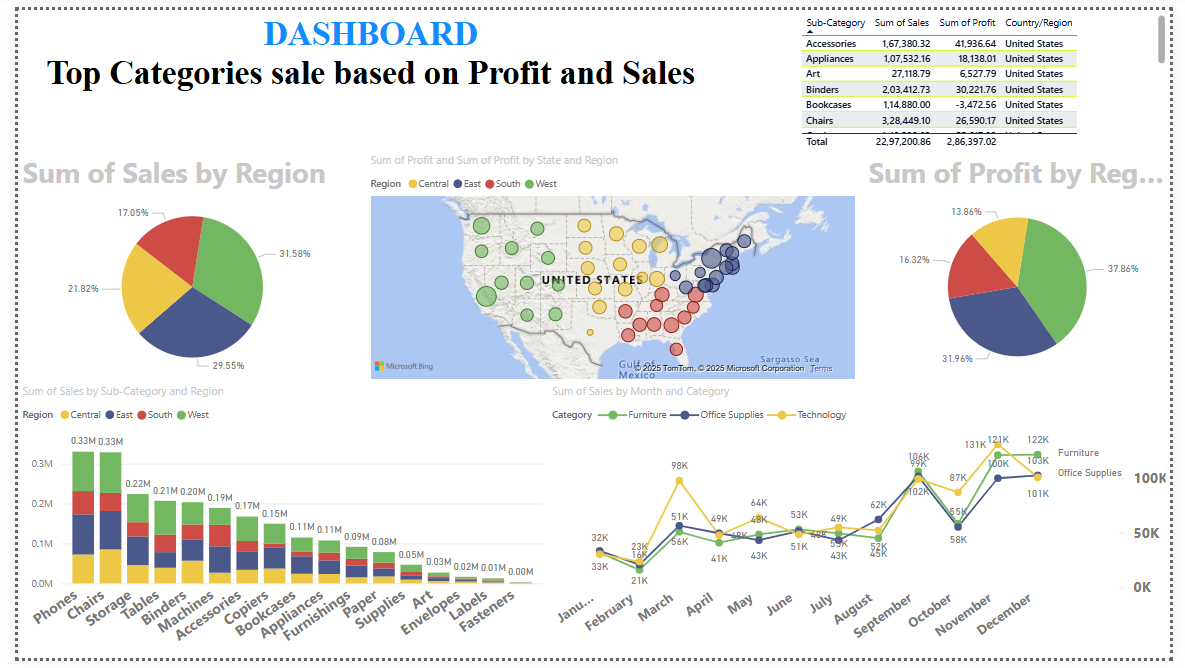 DASHBOARD
Top Categories sale based on Profit and Sales
Sub-Category Sum of Sales Sum of Profit Country/Region
Accessories 1,67,380.32 41,936.64 United States
Appliances 1,07,532.16 18,138.01 United States
Art 27,118.79 6,527.79 United States
Binders 2,03,412.73 30,221.76 United States
Bookcases 1,14,880.00 -3,472.56 United States
Chairs 3,28,449.10 26,590.17 United States
Total 22,97,200.86 2,86,397.02
Sum of Sales by Region
17.05%
31.58%
21.82%
29.55%
Sum of Profit and Sum of Profit by State and Region
Region Central East South West
UNITED STATES
Gulf of
Mexico
Sargasso Sea
Microsoft Bing
© 2025 TomTom, © 2025 Microsoft Corporation Terms
Sum of Profit by Reg...
13.86%
16.32%
37.86%
31.96%
Sum of Sales by Sub-Category and Region
Region Central East South West
0.3M
0.2M
0.1M
0.0M
0.33M 0.33M 0.22M 0.21M 0.20M 0.19M 0.17M 0.15M 0.11M 0.11M 0.09M 0.08M 0.05M 0.03M 0.02M 0.01M 0.00M
Phones Chairs Storage Tables Binders Machines Accessories Copiers Bookcases Appliances Furnishings Paper Supplies Art Envelopes Labels Fasteners
Sum of Sales by Month and Category
Category Furniture Office Supplies Technology
32K
33K
23K
16K
21K
98K
51K
56K
49K
41K
64K
48K
43K
53K
51K
49K
43K
62K
45K
106K
99K
102K
87K
55K
58K
131K
121K
100K
122K
103K
101K
Furniture
Office Supplies
100K
50K
0K
Janu... February March April May June July August September October November December